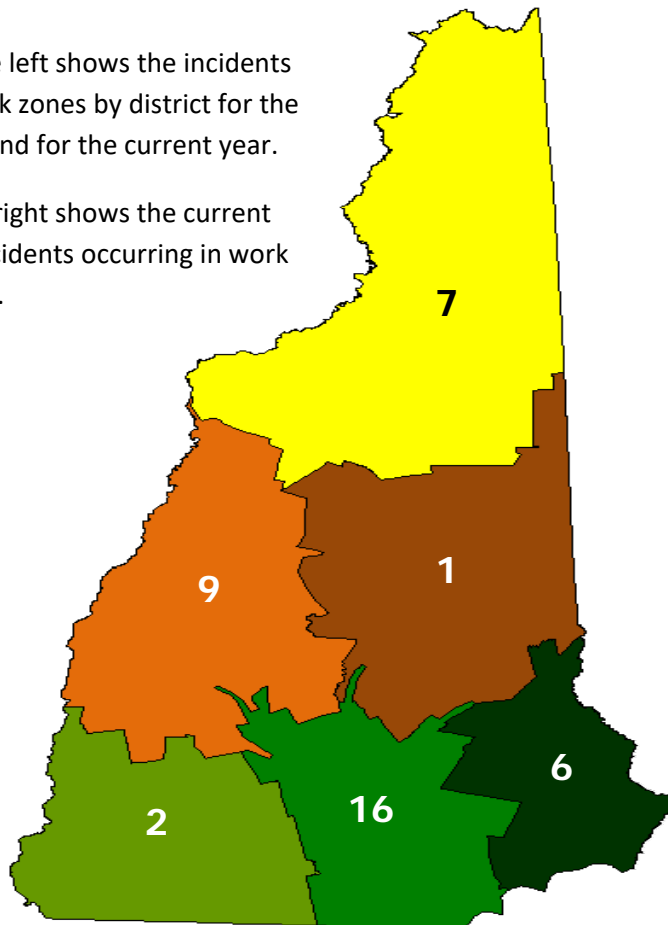 left shows the incidents
zones by district for the
nd for the current year.
right shows the current
cidents occurring in work
.
7
9
1
6
2
16